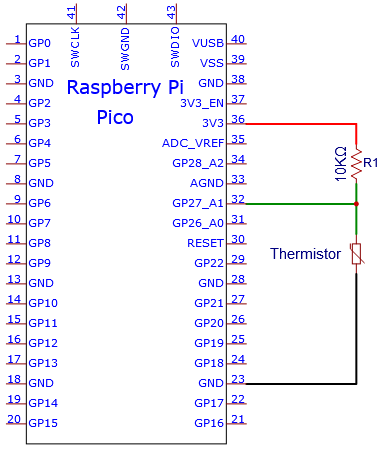 41 42 43
SWCLK SWGND SWDIO
1 GP0 VUSB 40
2 GP1 VSS 39
3 GND GND 38
4 GP2 3V3_EN 37
Raspberry Pi
Pico
5 GP3 3V3 36
6 GP4 ADC_VREF 35
7 GP5 GP28_A2 34
8 GND AGND 33
9 GP6 GP27_A1 32
10 GP7 GP26_A0 31
11 GP8 RESET 30
12 GP9 GP22 29
13 GND GND 28
14 GP10 GP21 27
15 GP11 GP20 26
16 GP12 GP19 25
17 GP13 GP18 24
18 GND GND 23
19 GP14 GP17 22
20 GP15 GP16 21
10KΩ R1
Thermistor